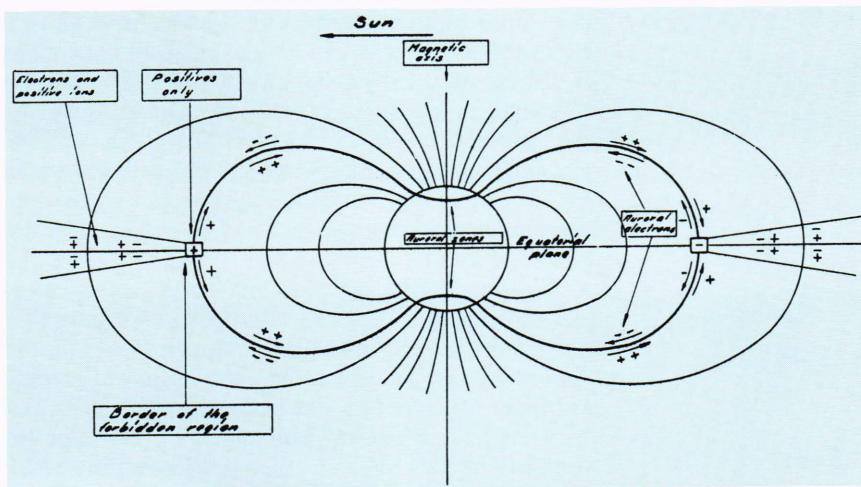 Sun
Magnetic
axis
Electrons and
positive ions
Positives
only
Auroral zones
Equatorial
plane
Auroral
electrons
Border of the
forbidden region